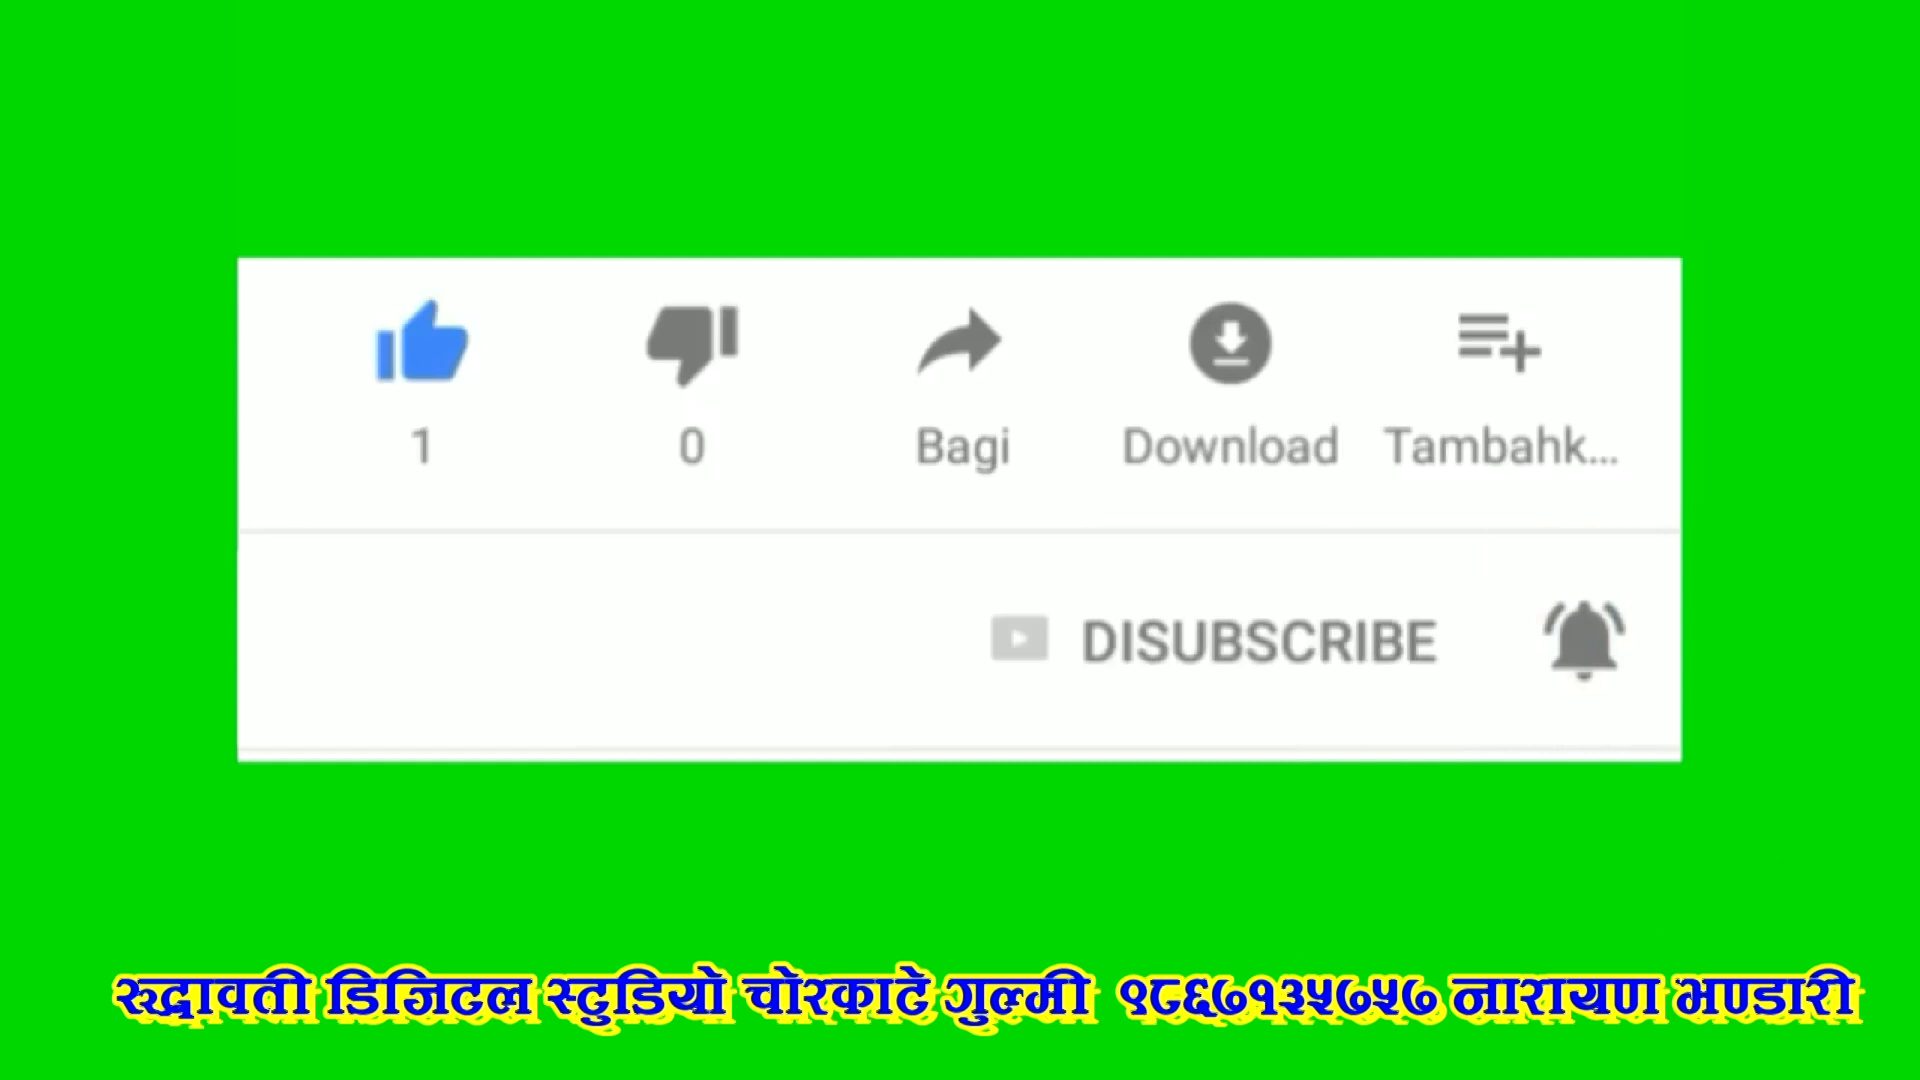 1 0 Bagi Download Tambahk...
DISUBSCRIBE
रुद्रावती डिजिटल स्टुडियो चोरकाटे गुल्मी ९८६७१३५७५७ नारायण भण्डारी